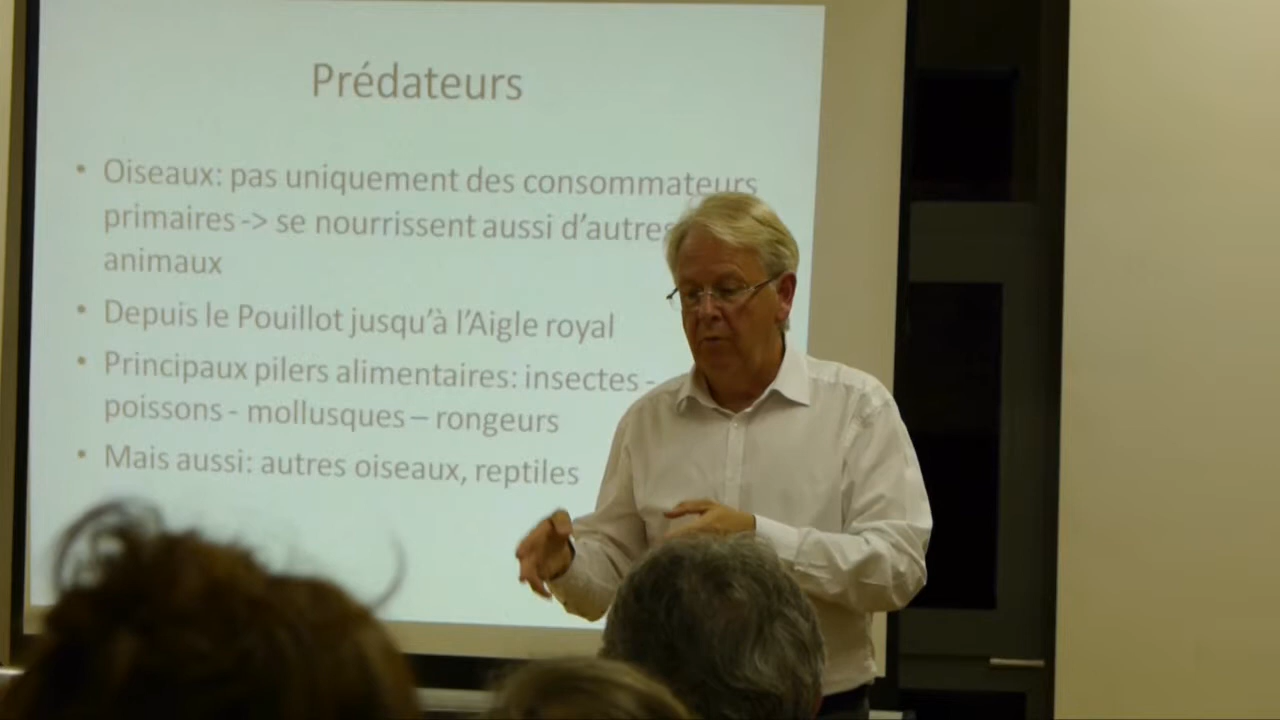 Prédateurs
• Oiseaux: pas uniquement des consommateurs
primaires -> se nourrissent aussi d’autres
animaux
• Depuis le Pouillot jusqu’à l’Aigle royal
• Principaux pilers alimentaires: insectes -
poissons - mollusques – rongeurs
• Mais aussi: autres oiseaux, reptiles